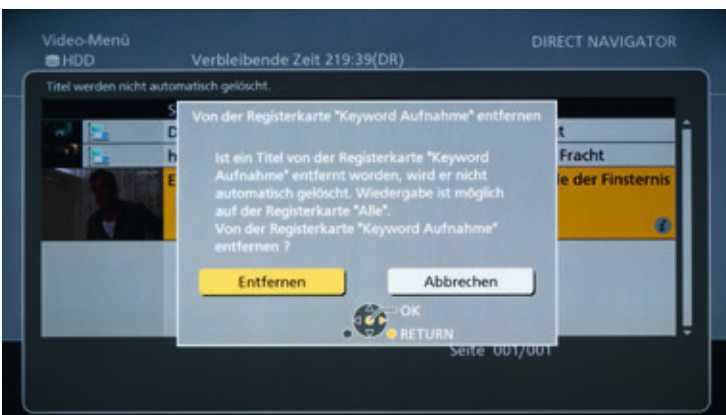 Video-Menü
DIRECT NAVIGATOR
HDD
Verbleibende Zeit 219:39(DR)
Titel werden nicht automatisch gelöscht.
Von der Registerkarte "Keyword Aufnahme" entfernen
Ist ein Titel von der Registerkarte "Keyword
Aufnahme" entfernt worden, wird er nicht
automatisch gelöscht. Wiedergabe ist möglich
auf der Registerkarte "Alle".
Von der Registerkarte "Keyword Aufnahme"
entfernen ?
Fracht
der Finsternis
Entfernen
Abbrechen
OK
RETURN
Seite 001/001